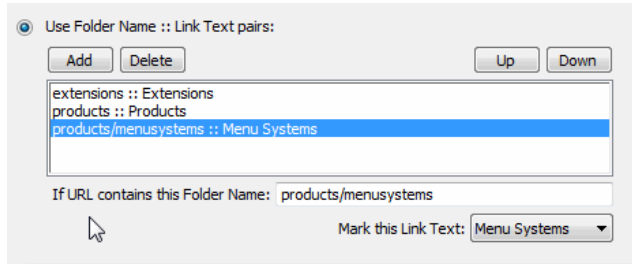 Use Folder Name :: Link Text pairs:
Add Delete Up Down
extensions :: Extensions
products :: Products
products/menusystems :: Menu Systems
If URL contains this Folder Name: products/menusystems
Mark this Link Text: Menu Systems